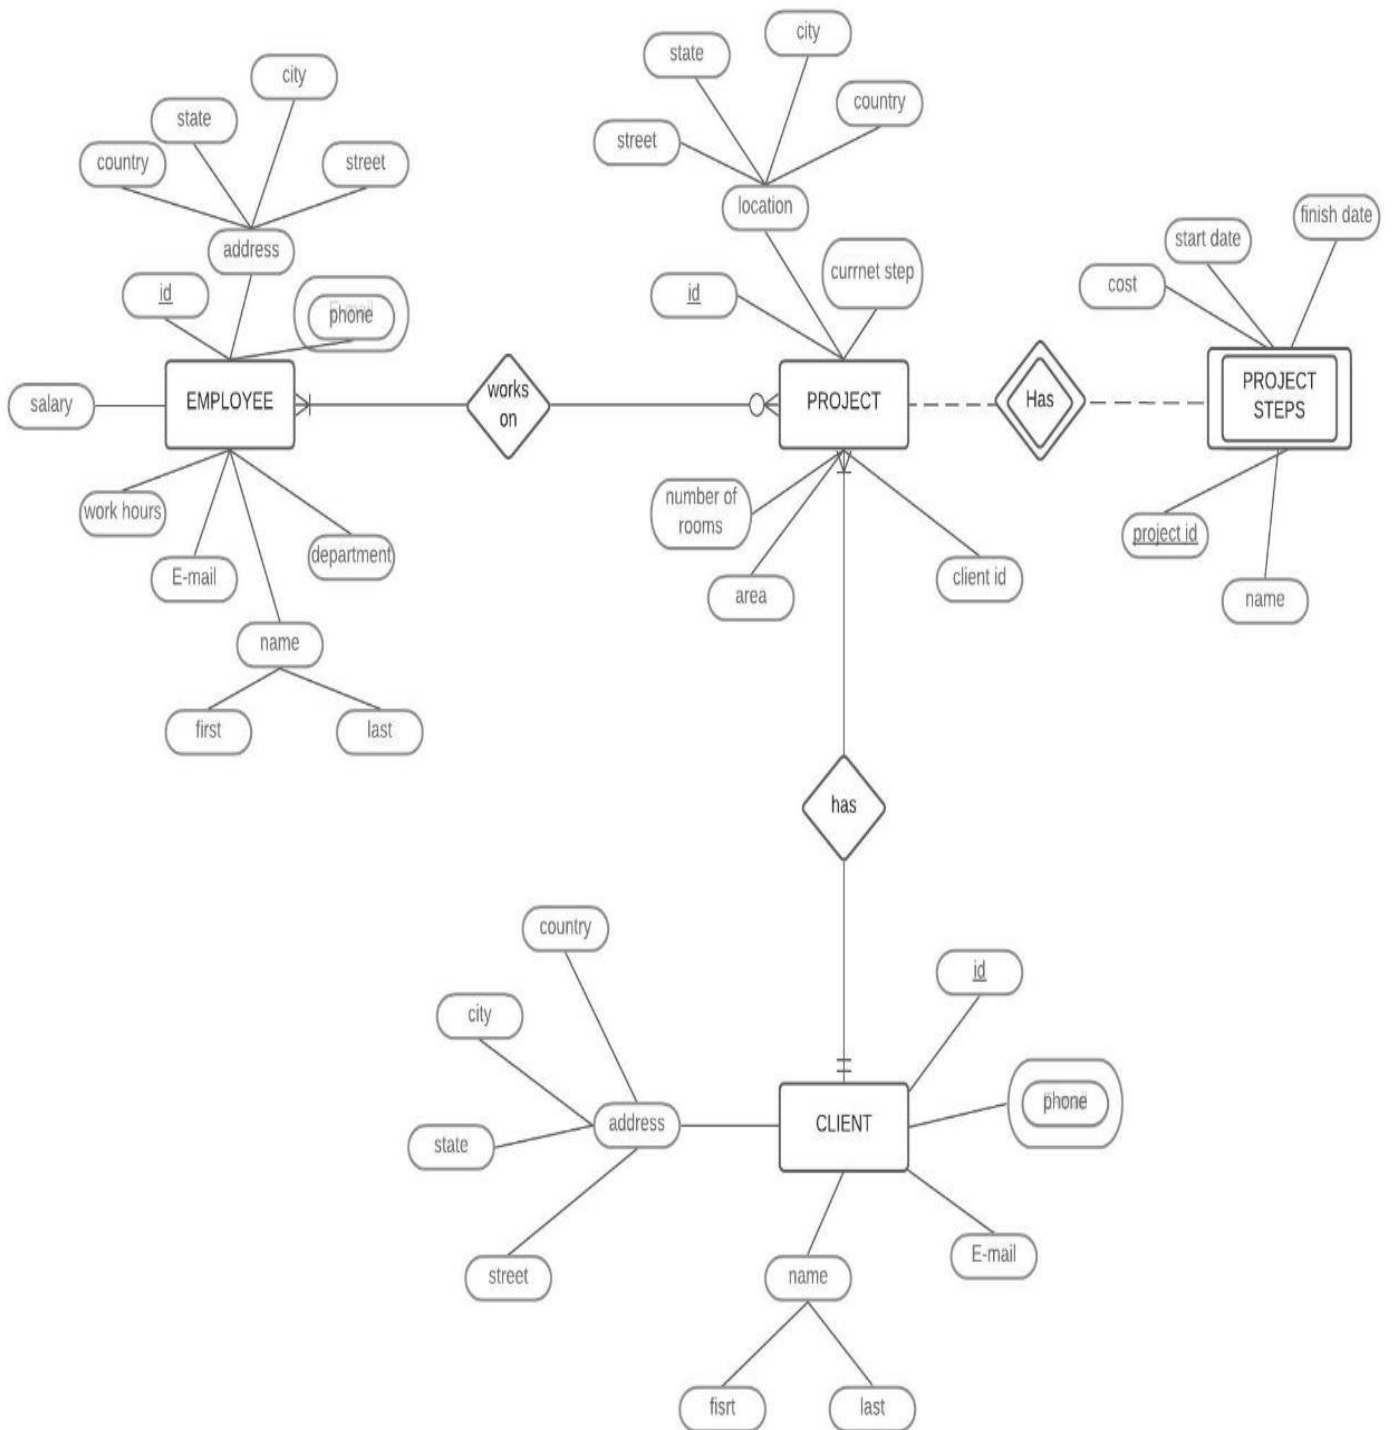 city
state
city
state
country
country
street
street
location
finish date
start date
address
currnet step
cost
id
id
phone
salary
EMPLOYEE
works
on
PROJECT
Has
PROJECT
STEPS
work hours
number of
rooms
project id
department
E-mail
area
client id
name
name
first
last
has
country
id
city
phone
address
CLIENT
state
E-mail
street
name
fisrt
last